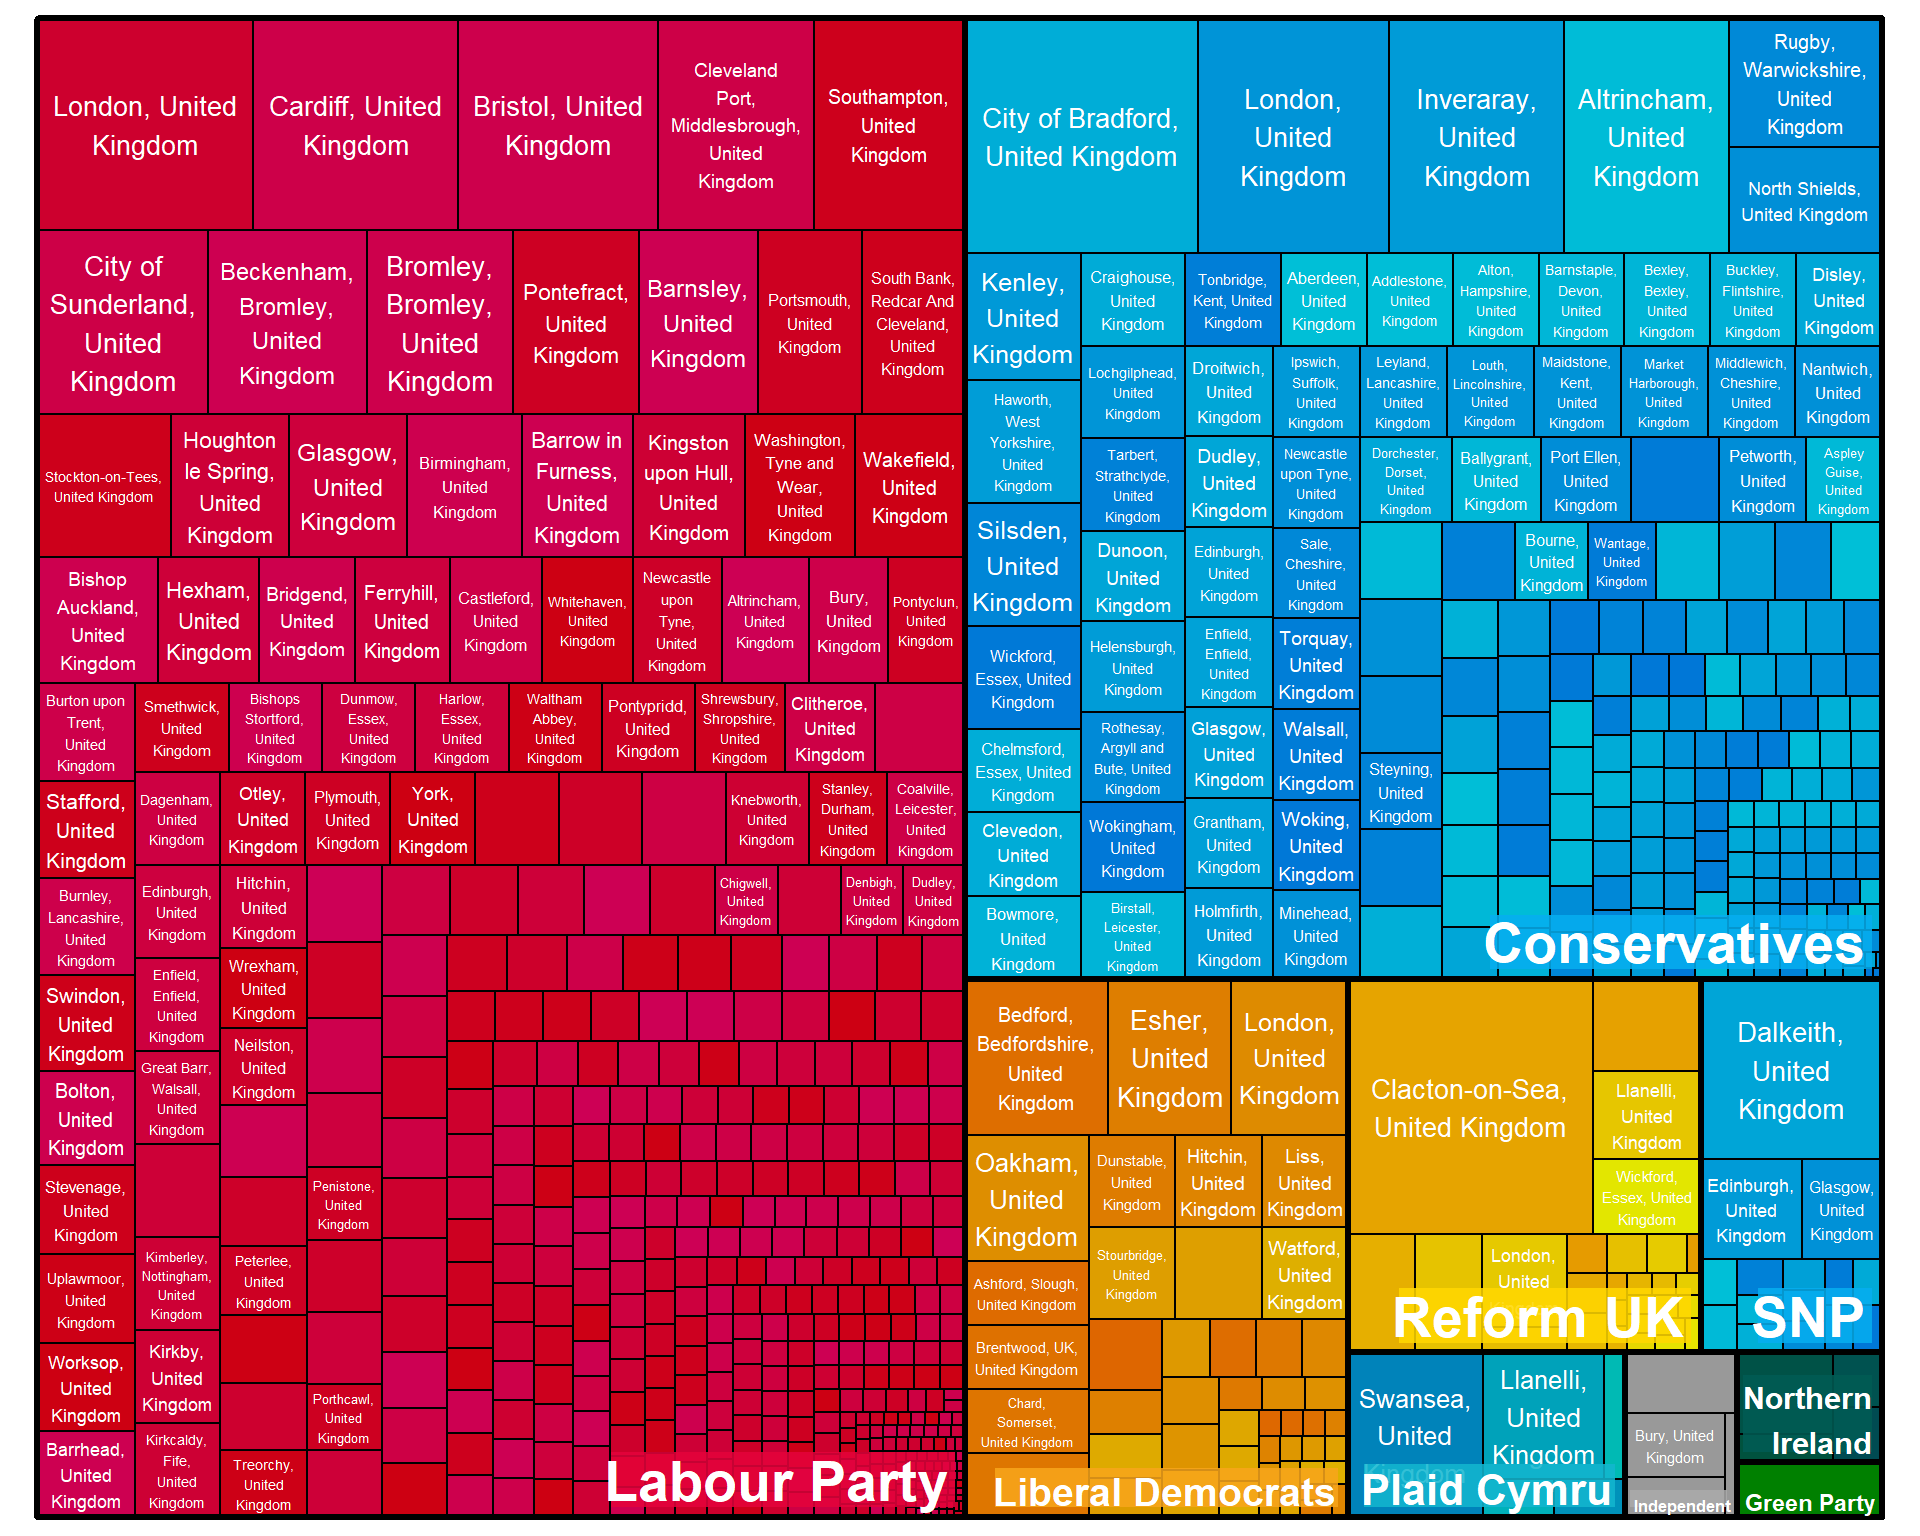 London, United
Kingdom
Cardiff, United
Kingdom
Bristol, United
Kingdom
Cleveland
Port,
Middlesbrough,
United
Kingdom
Southampton,
United
Kingdom
City of
Sunderland,
United
Kingdom
Beckenham,
Bromley,
United
Kingdom
Bromley,
Bromley,
United
Kingdom
Pontefract,
United
Kingdom
Barnsley,
United
Kingdom
Portsmouth,
United
Kingdom
South Bank,
Redcar And
Cleveland,
United
Kingdom
Stockton-on-Tees,
United Kingdom
Houghton
le Spring,
United
Kingdom
Glasgow,
United
Kingdom
Birmingham,
United
Kingdom
Barrow in
Furness,
United
Kingdom
Kingston
upon Hull,
United
Kingdom
Washington,
Tyne and
Wear,
United
Kingdom
Wakefield,
United
Kingdom
Bishop
Auckland,
United
Kingdom
Hexham,
United
Kingdom
Bridgend,
United
Kingdom
Ferryhill,
United
Kingdom
Castleford,
United
Kingdom
Whitehaven,
United
Kingdom
Newcastle
upon
Tyne,
United
Kingdom
Altrincham,
United
Kingdom
Bury,
United
Kingdom
Pontyclun,
United
Kingdom
Burton upon
Trent,
United
Kingdom
Smethwick,
United
Kingdom
Bishops
Stortford,
United
Kingdom
Dunmow,
Essex,
United
Kingdom
Harlow,
Essex,
United
Kingdom
Waltham
Abbey,
United
Kingdom
Pontypridd,
United
Kingdom
Shrewsbury,
Shropshire,
United
Kingdom
Clitheroe,
United
Kingdom
Stafford,
United
Kingdom
Dagenham,
United
Kingdom
Otley,
United
Kingdom
Plymouth,
United
Kingdom
York,
United
Kingdom
Knebworth,
United
Kingdom
Stanley,
Durham,
United
Kingdom
Coalville,
Leicester,
United
Kingdom
Burnley,
Lancashire,
United
Kingdom
Edinburgh,
United
Kingdom
Hitchin,
United
Kingdom
Chigwell,
United
Kingdom
Denbigh,
United
Kingdom
Dudley,
United
Kingdom
Swindon,
United
Kingdom
Enfield,
Enfield,
United
Kingdom
Wrexham,
United
Kingdom
Neilston,
United
Kingdom
Bolton,
United
Kingdom
Great Barr,
Walsall,
United
Kingdom
Stevenage,
United
Kingdom
Penistone,
United
Kingdom
Uplawmoor,
United
Kingdom
Kimberley,
Nottingham,
United
Kingdom
Peterlee,
United
Kingdom
Worksop,
United
Kingdom
Kirkby,
United
Kingdom
Porthcawl,
United
Kingdom
Barrhead,
United
Kingdom
Kirkcaldy,
Fife,
United
Kingdom
Treorchy,
United
Kingdom
Labour Party
City of Bradford,
United Kingdom
London,
United
Kingdom
Inveraray,
United
Kingdom
Altrincham,
United
Kingdom
Rugby,
Warwickshire,
United
Kingdom
North Shields,
United Kingdom
Kenley,
United
Kingdom
Craighouse,
United
Kingdom
Tonbridge,
Kent, United
Kingdom
Aberdeen,
United
Kingdom
Addlestone,
United
Kingdom
Alton,
Hampshire,
United
Kingdom
Barnstaple,
Devon,
United
Kingdom
Bexley,
Bexley,
United
Kingdom
Buckley,
Flintshire,
United
Kingdom
Disley,
United
Kingdom
Haworth,
West
Yorkshire,
United
Kingdom
Lochgilphead,
United
Kingdom
Droitwich,
United
Kingdom
Ipswich,
Suffolk,
United
Kingdom
Leyland,
Lancashire,
United
Kingdom
Louth,
Lincolnshire,
United
Kingdom
Maidstone,
Kent,
United
Kingdom
Market
Harborough,
United
Kingdom
Middlewich,
Cheshire,
United
Kingdom
Nantwich,
United
Kingdom
Tarbert,
Strathclyde,
United
Kingdom
Dudley,
United
Kingdom
Newcastle
upon Tyne,
United
Kingdom
Dorchester,
Dorset,
United
Kingdom
Ballygrant,
United
Kingdom
Port Ellen,
United
Kingdom
Petworth,
United
Kingdom
Aspley
Guise,
United
Kingdom
Silsden,
United
Kingdom
Dunoon,
United
Kingdom
Edinburgh,
United
Kingdom
Sale,
Cheshire,
United
Kingdom
Bourne,
United
Kingdom
Wantage,
United
Kingdom
Wickford,
Essex, United
Kingdom
Helensburgh,
United
Kingdom
Enfield,
Enfield,
United
Kingdom
Torquay,
United
Kingdom
Chelmsford,
Essex, United
Kingdom
Rothesay,
Argyll and
Bute, United
Kingdom
Glasgow,
United
Kingdom
Walsall,
United
Kingdom
Steyning,
United
Kingdom
Clevedon,
United
Kingdom
Wokingham,
United
Kingdom
Grantham,
United
Kingdom
Woking,
United
Kingdom
Bowmore,
United
Kingdom
Birstall,
Leicester,
United
Kingdom
Holmfirth,
United
Kingdom
Minehead,
United
Kingdom
Conservatives
Bedford,
Bedfordshire,
United
Kingdom
Esher,
United
Kingdom
London,
United
Kingdom
Oakham,
United
Kingdom
Dunstable,
United
Kingdom
Hitchin,
United
Kingdom
Liss,
United
Kingdom
Ashford, Slough,
United Kingdom
Stourbridge,
United
Kingdom
Watford,
United
Kingdom
Brentwood, UK,
United Kingdom
Chard,
Somerset,
United Kingdom
Liberal Democrats
Clacton-on-Sea,
United Kingdom
Llanelli,
United
Kingdom
Wickford,
Essex, United
Kingdom
London,
United
Reform UK
Dalkeith,
United
Kingdom
Edinburgh,
United
Kingdom
Glasgow,
United
Kingdom
SNP
Swansea,
United
Kingdom
Llanelli,
United
Kingdom
Plaid Cymru
Bury, United
Kingdom
Independent
Northern
Ireland
Green Party